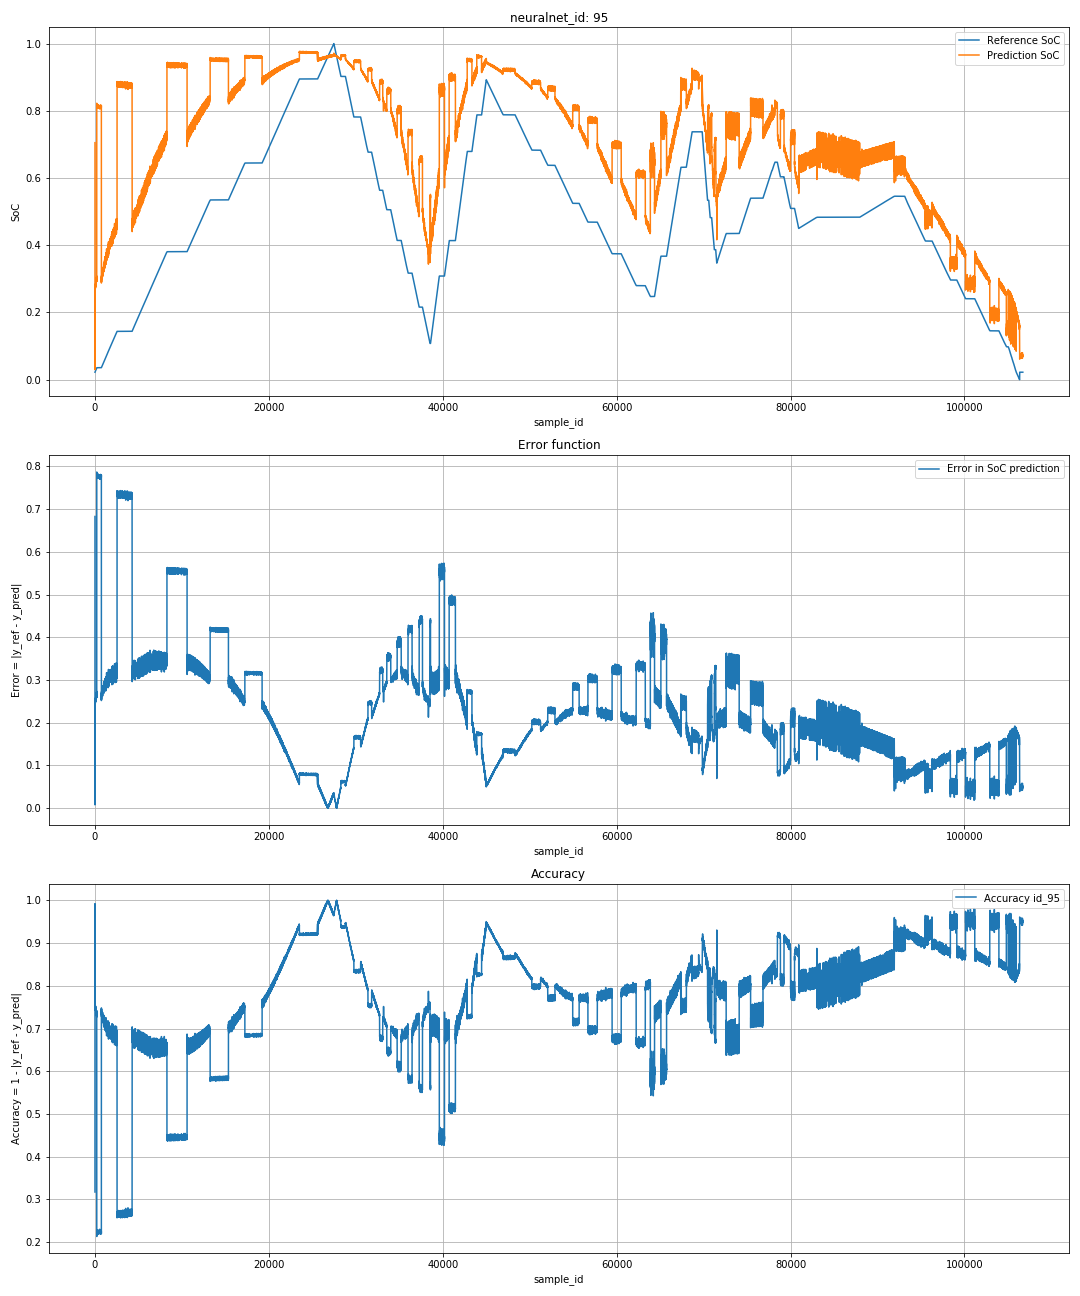 neuralnet_id: 95
Reference SoC
Prediction SoC
SoC
1.0
0.8
0.6
0.4
0.2
0.0
0 20000 40000 60000 80000 100000
sample_id
Error function
Error in SoC prediction
Error = |y_ref - y_pred|
0.8
0.7
0.6
0.5
0.4
0.3
0.2
0.1
0.0
0 20000 40000 60000 80000 100000
sample_id
Accuracy
Accuracy id_95
Accuracy = 1 - |y_ref - y_pred|
1.0
0.9
0.8
0.7
0.6
0.5
0.4
0.3
0.2
0 20000 40000 60000 80000 100000
sample_id